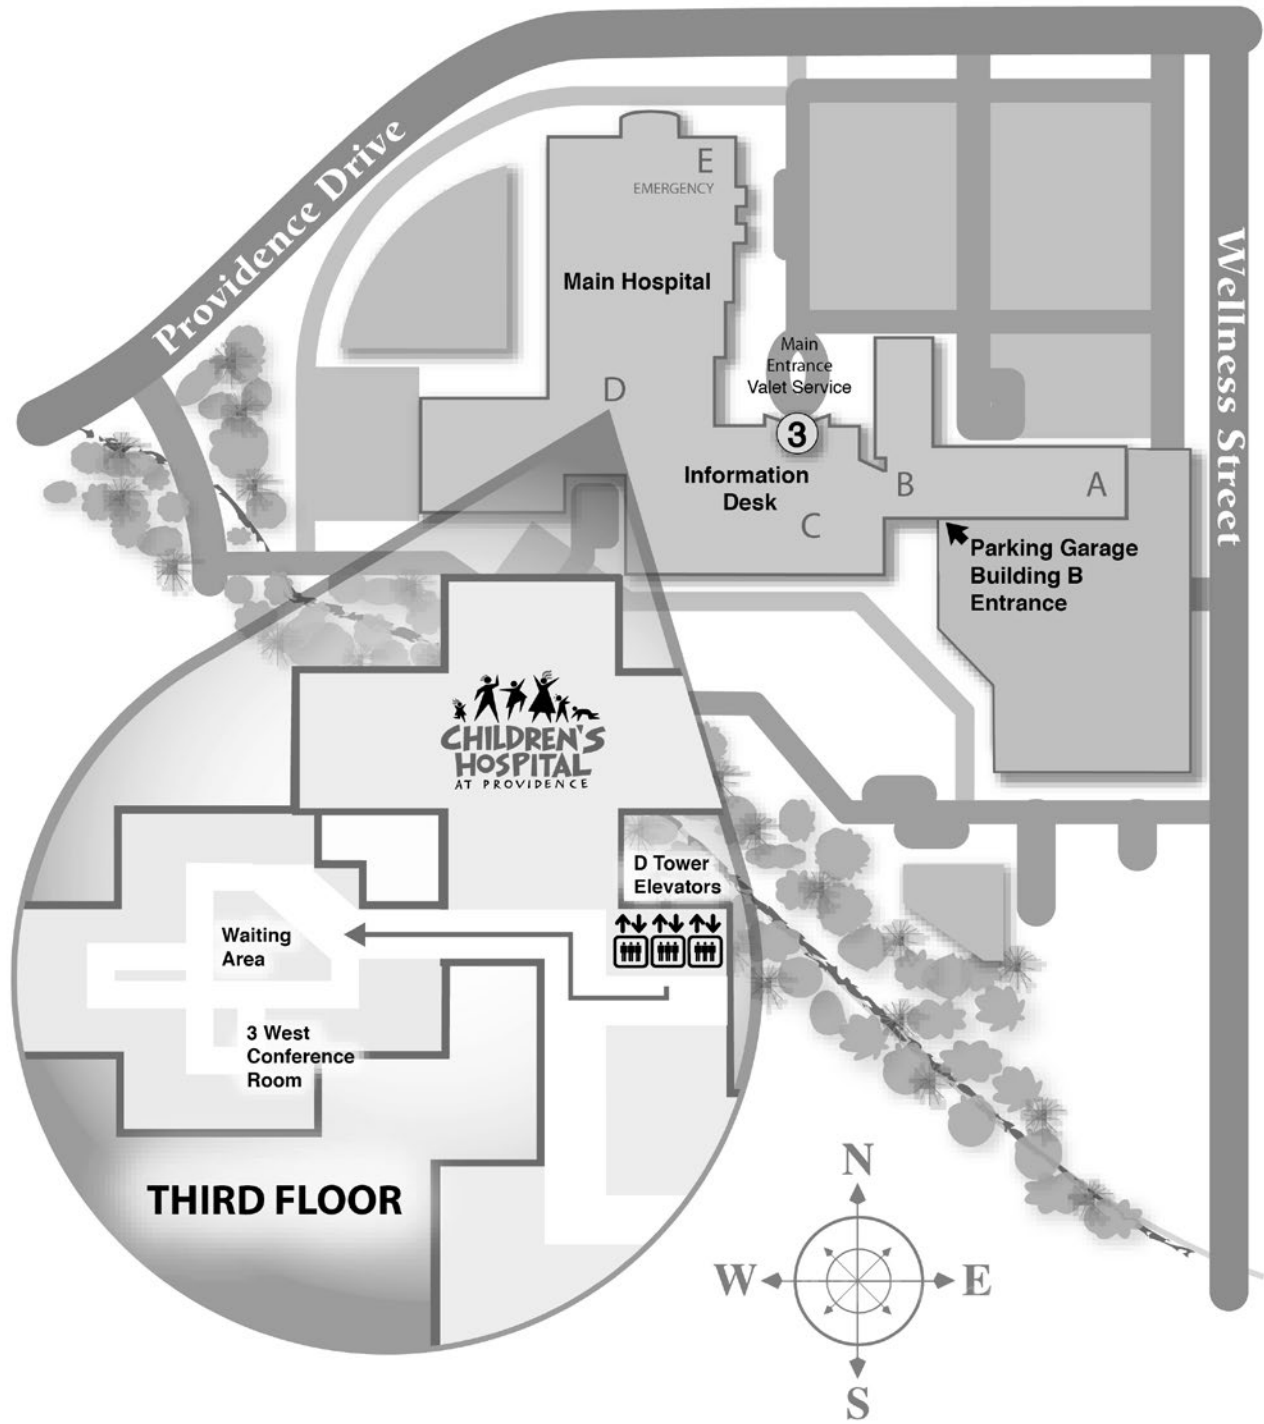 Providence Drive
E
EMERGENCY
Main Hospital
Wellness Street
Main
Entrance
Valet Service
D
3
Information
Desk
B
A
C
Parking Garage
Building B
Entrance
CHILDREN'S
HOSPITAL
AT PROVIDENCE
D Tower
Elevators
Waiting
Area
3 West
Conference
Room
THIRD FLOOR
N
W
E
S